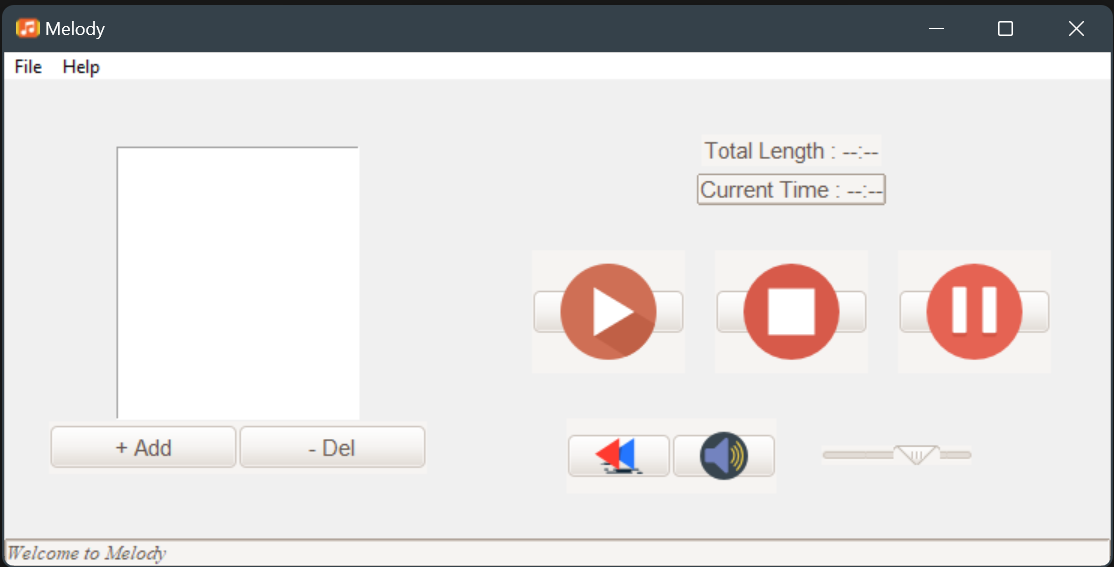 Melody
File Help
Total Length : --:--
Current Time : --:--
+ Add - Del
Welcome to Melody